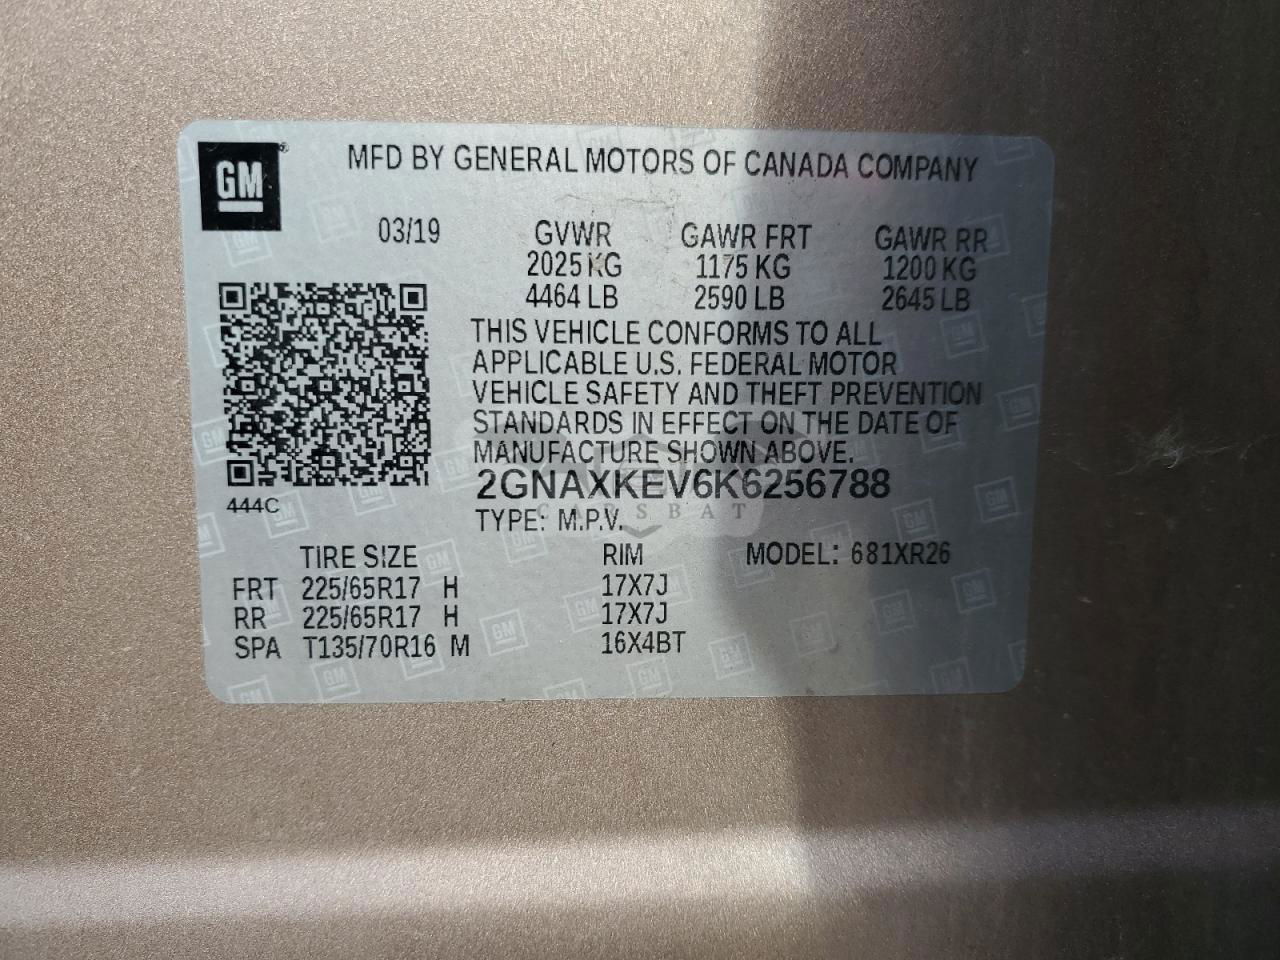 GM
MFD BY GENERAL MOTORS OF CANADA COMPANY
03/19 GVWR GAWR FRT GAWR RR
2025 KG 1175 KG 1200 KG
4464 LB 2590 LB 2645 LB
THIS VEHICLE CONFORMS TO ALL
APPLICABLE U.S. FEDERAL MOTOR
VEHICLE SAFETY AND THEFT PREVENTION
STANDARDS IN EFFECT ON THE DATE OF
MANUFACTURE SHOWN ABOVE.
2GNAXKEV6K6256788
444C
CARSBAT
TYPE: M.P.V.
TIRE SIZE RIM MODEL: 681XR26
FRT 225/65R17 H 17X7J
RR 225/65R17 H 17X7J
SPA T135/70R16 M 16X4BT